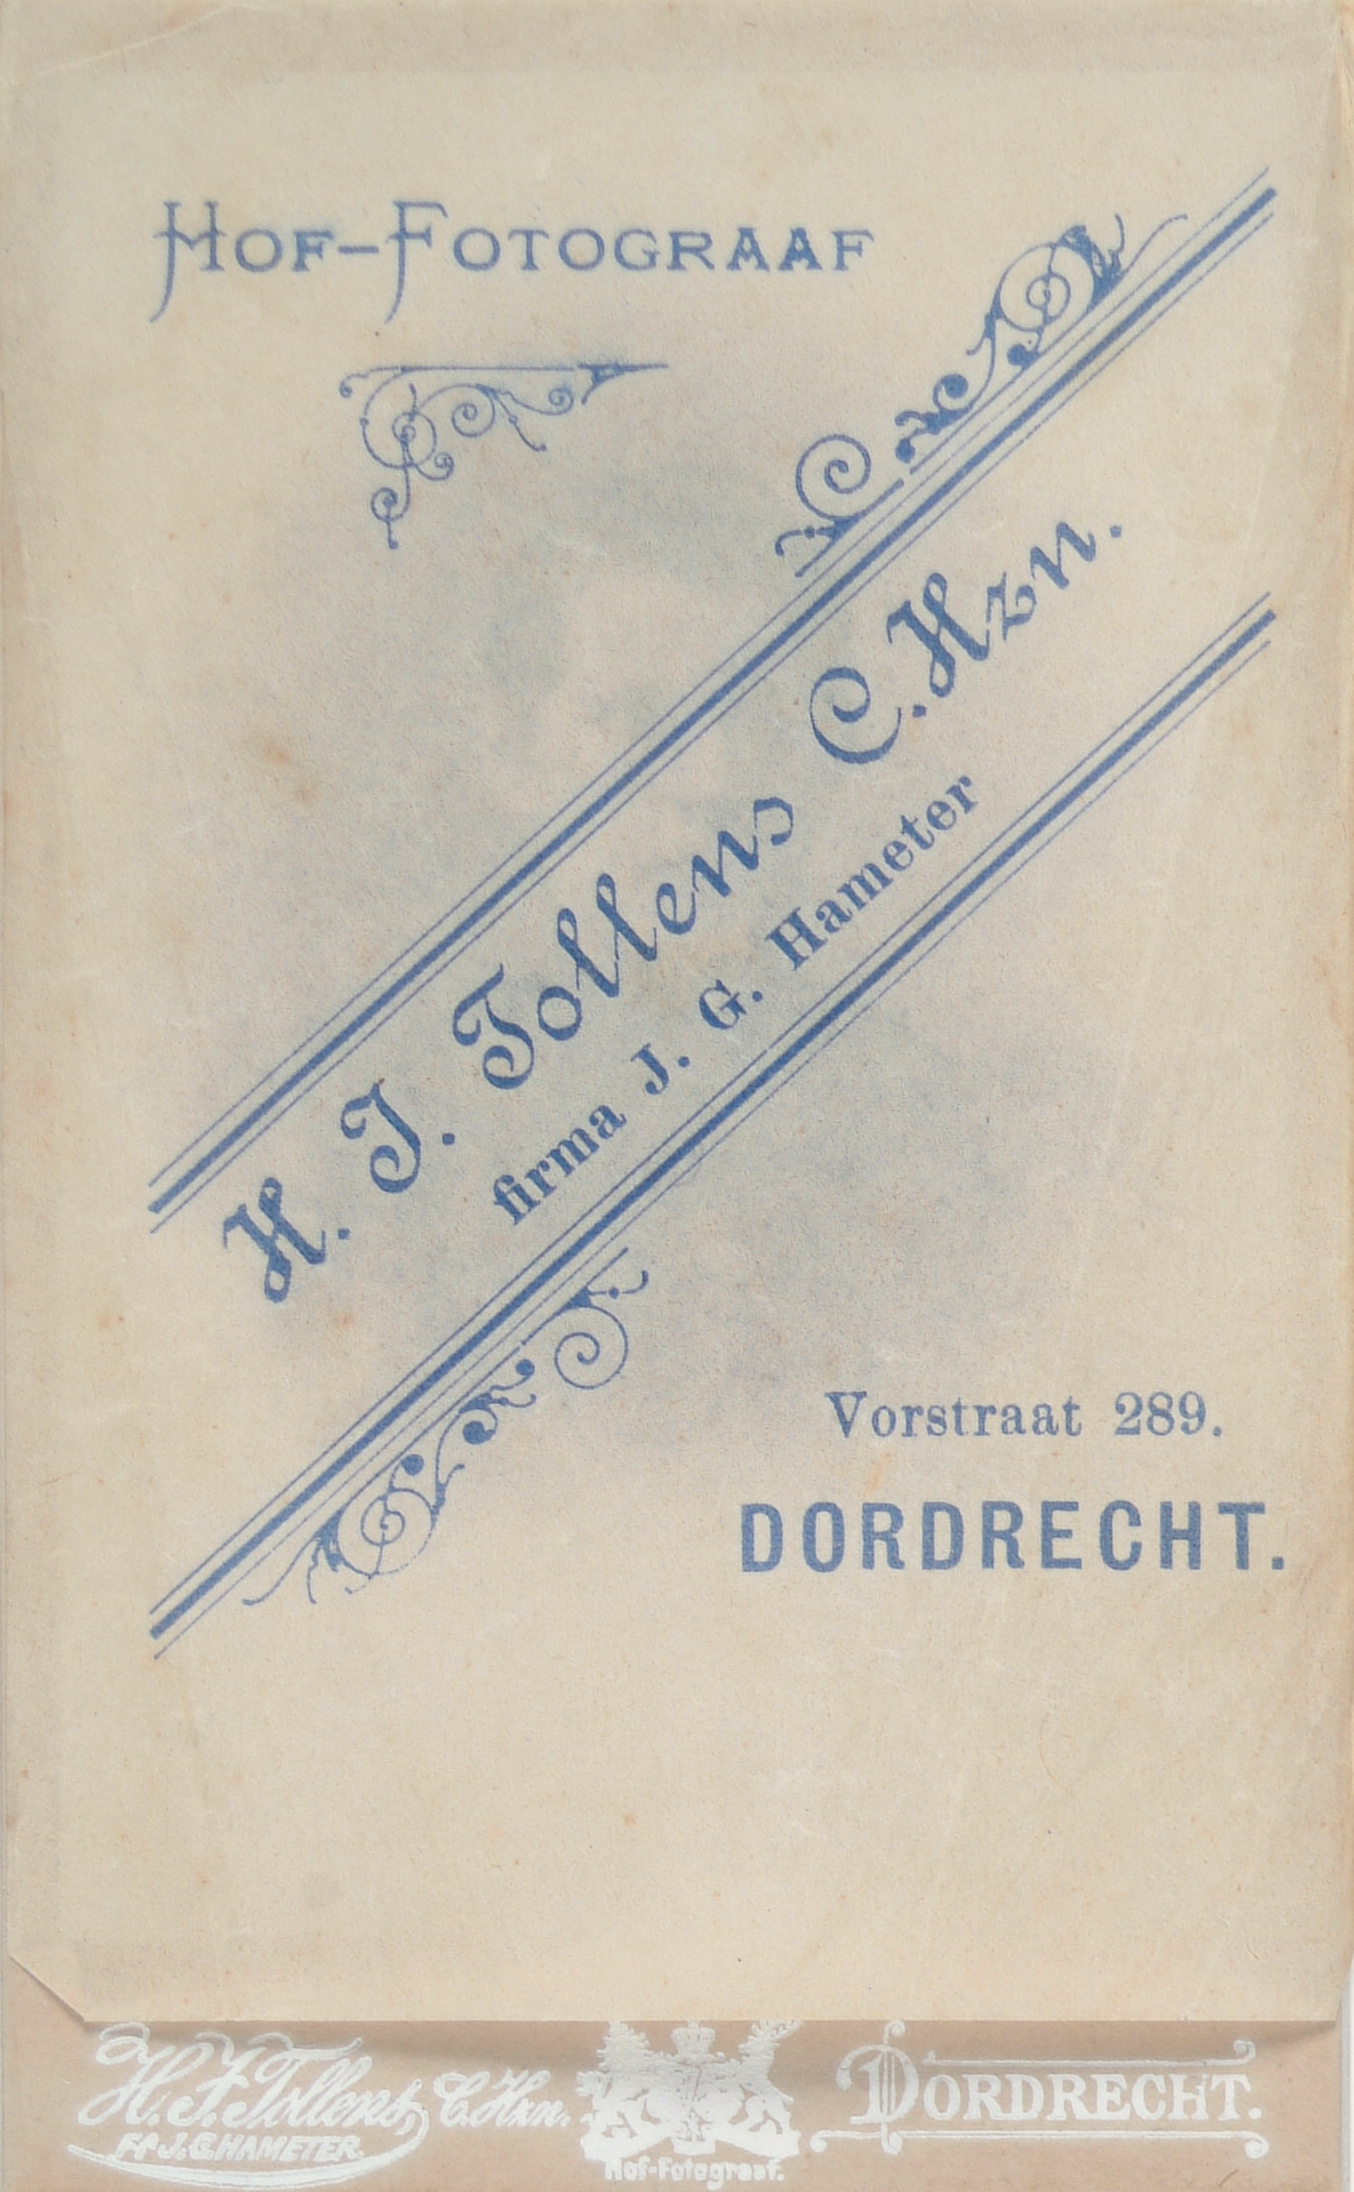 HOF-FOTOGRAAF
H. J. Tollens C.Hzn.
firma J. G. Hameter
Vorstraat 289.
DORDRECHT.
H. J. Tollens, C.Hzn.
FA J.G. HAMETER.
Hof-Fotograaf.
DORDRECHT.